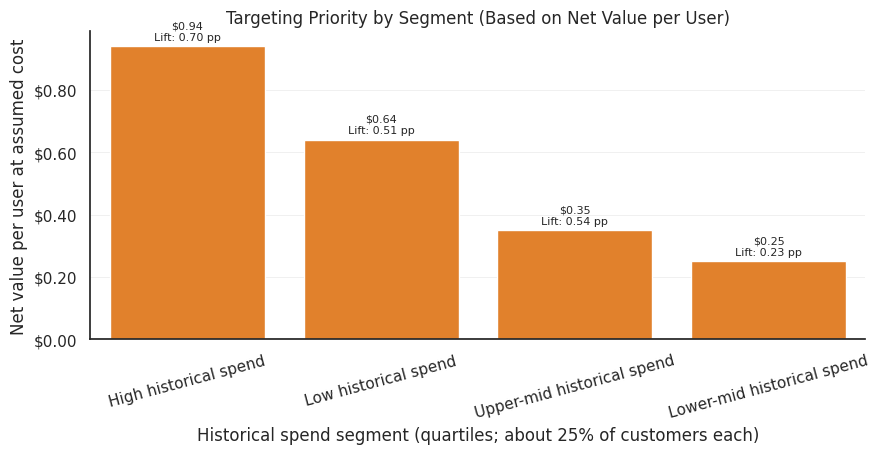 Targeting Priority by Segment (Based on Net Value per User)
$0.94
Lift: 0.70 pp
$0.64
Lift: 0.51 pp
$0.35
Lift: 0.54 pp
$0.25
Lift: 0.23 pp
Net value per user at assumed cost
$0.80
$0.60
$0.40
$0.20
$0.00
High historical spend
Low historical spend
Upper-mid historical spend
Lower-mid historical spend
Historical spend segment (quartiles; about 25% of customers each)